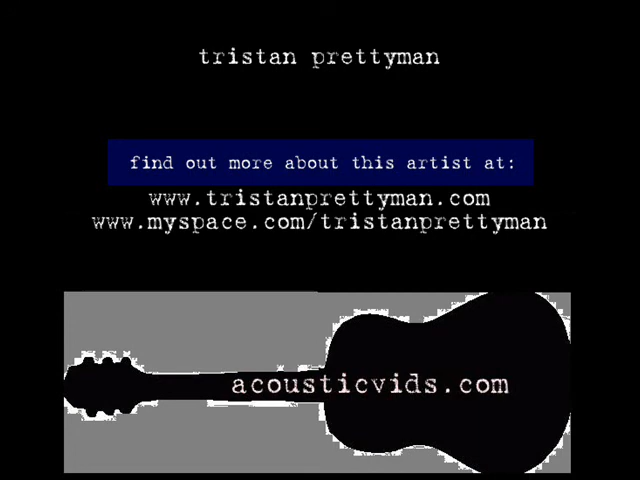 tristan prettyman
find out more about this artist at:
www.tristanprettyman.com
www.myspace.com/tristanprettyman
acousticvids.com